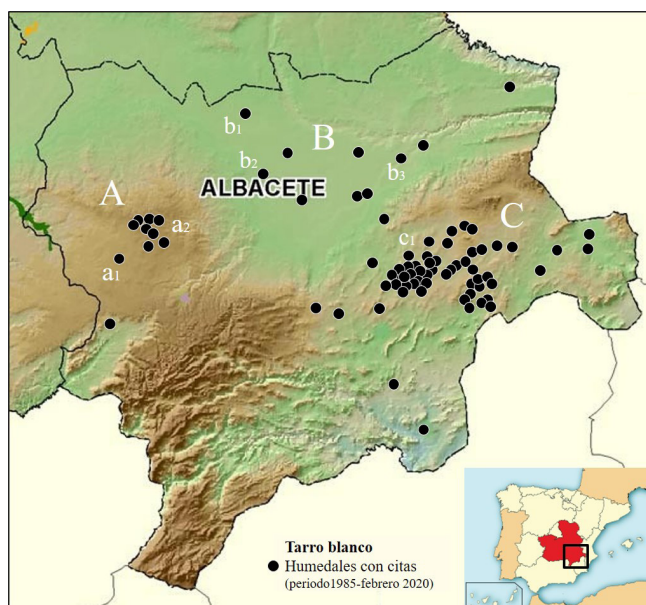 b1
B
b2
b3
ALBACETE
A
a2
C
c1
a1
Tarro blanco
Humedales con citas
(periodo1985-febrero 2020)